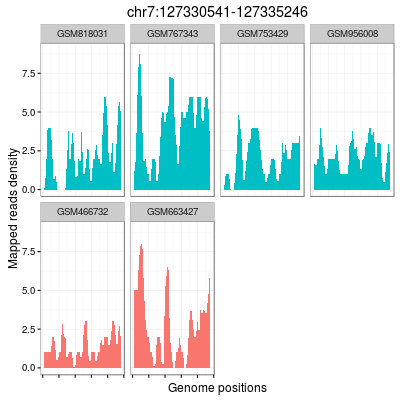 chr7:127330541-127335246
GSM818031 GSM767343 GSM753429 GSM956008
7.5
5.0
2.5
0.0
GSM466732 GSM663427
7.5
5.0
2.5
0.0
Mapped reads density
Genome positions